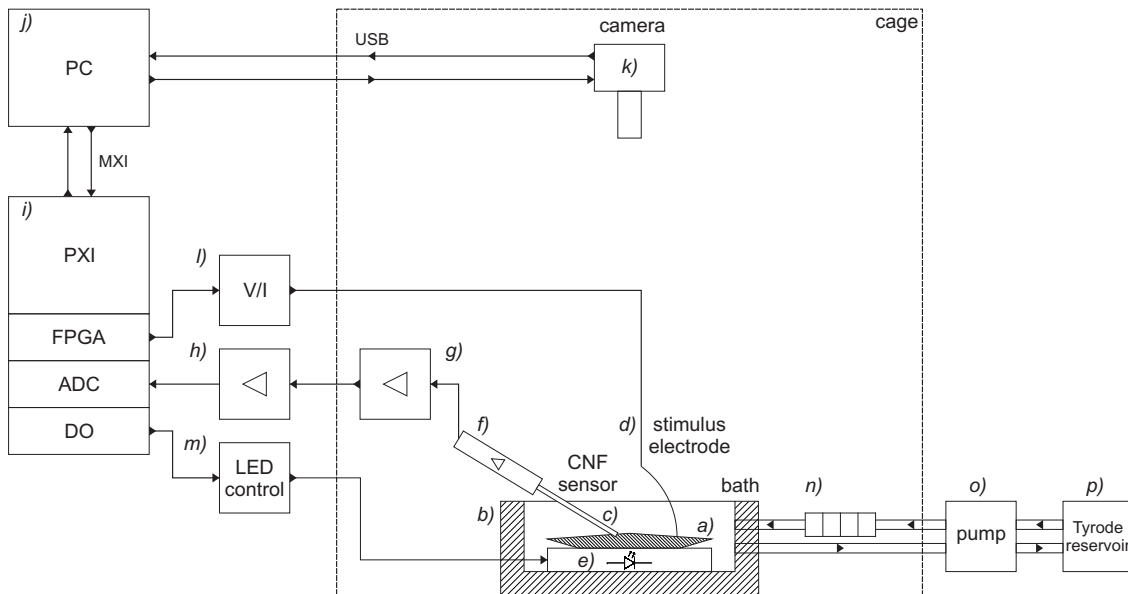 j)
PC
USB
camera
k)
cage
MXI
i)
PXI
FPGA
ADC
DO
l)
V/I
h)
g)
m)
LED
control
f)
d)
stimulus
electrode
CNF
sensor
b)
c)
a)
e)
bath
n)
o)
pump
p)
Tyrode
reservoir